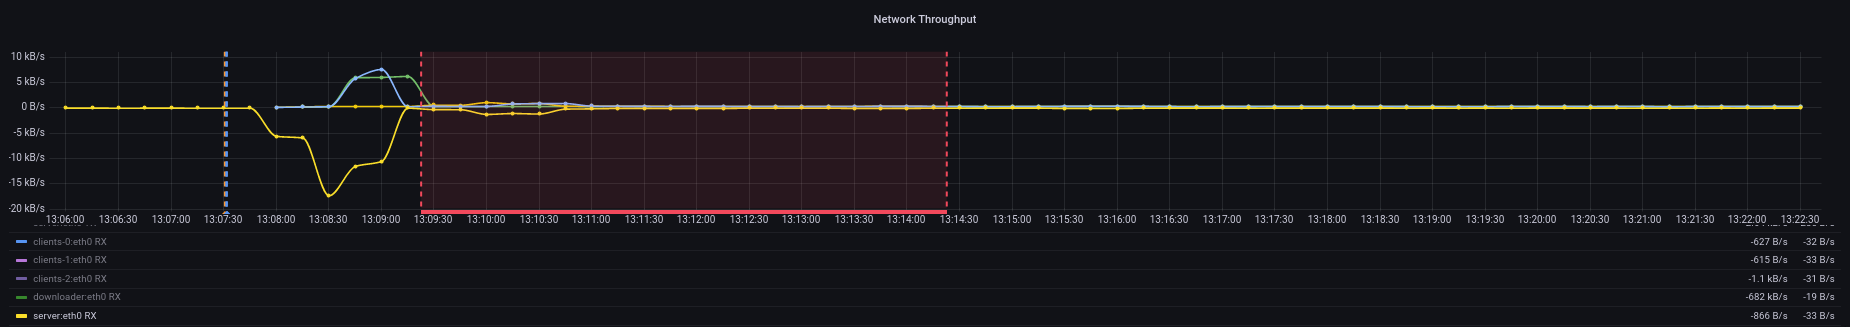 Network Throughput
10 kB/s
5 kB/s
0 B/s
-5 kB/s
-10 kB/s
-15 kB/s
-20 kB/s
13:06:00 13:06:30 13:07:00 13:07:30 13:08:00 13:08:30 13:09:00 13:09:30 13:10:00 13:10:30 13:11:00 13:11:30 13:12:00 13:12:30 13:13:00 13:13:30 13:14:00 13:14:30 13:15:00 13:15:30 13:16:00 13:16:30 13:17:00 13:17:30 13:18:00 13:18:30 13:19:00 13:19:30 13:20:00 13:20:30 13:21:00 13:21:30 13:22:00 13:22:30
clients-0:eth0 RX -627 B/s -32 B/s
clients-1:eth0 RX -615 B/s -33 B/s
clients-2:eth0 RX -1.1 kB/s -31 B/s
downloader:eth0 RX -682 kB/s -19 B/s
server:eth0 RX -866 B/s -33 B/s